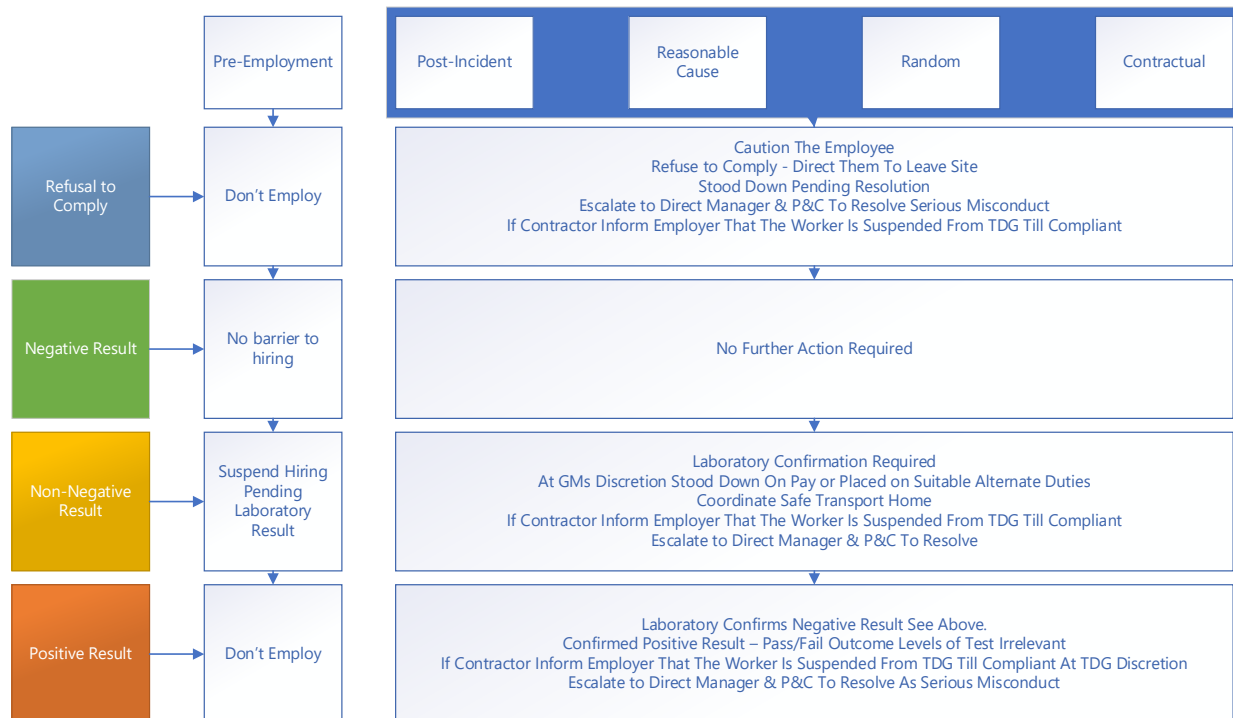 Pre-Employment
Post-Incident
Reasonable
Cause
Random
Contractual
Refusal to
Comply
Don't Employ
Caution The Employee
Refuse to Comply - Direct Them To Leave Site
Stood Down Pending Resolution
Escalate to Direct Manager & P&C To Resolve Serious Misconduct
If Contractor Inform Employer That The Worker Is Suspended From TDG Till Compliant
Negative Result
No barrier to
hiring
No Further Action Required
Non-Negative
Result
Suspend Hiring
Pending
Laboratory
Result
Laboratory Confirmation Required
At GMs Discretion Stood Down On Pay or Placed on Suitable Alternate Duties
Coordinate Safe Transport Home
If Contractor Inform Employer That The Worker Is Suspended From TDG Till Compliant
Escalate to Direct Manager & P&C To Resolve
Positive Result
Don't Employ
Laboratory Confirms Negative Result See Above.
Confirmed Positive Result – Pass/Fail Outcome Levels of Test Irrelevant
If Contractor Inform Employer That The Worker Is Suspended From TDG Till Compliant At TDG Discretion
Escalate to Direct Manager & P&C To Resolve As Serious Misconduct